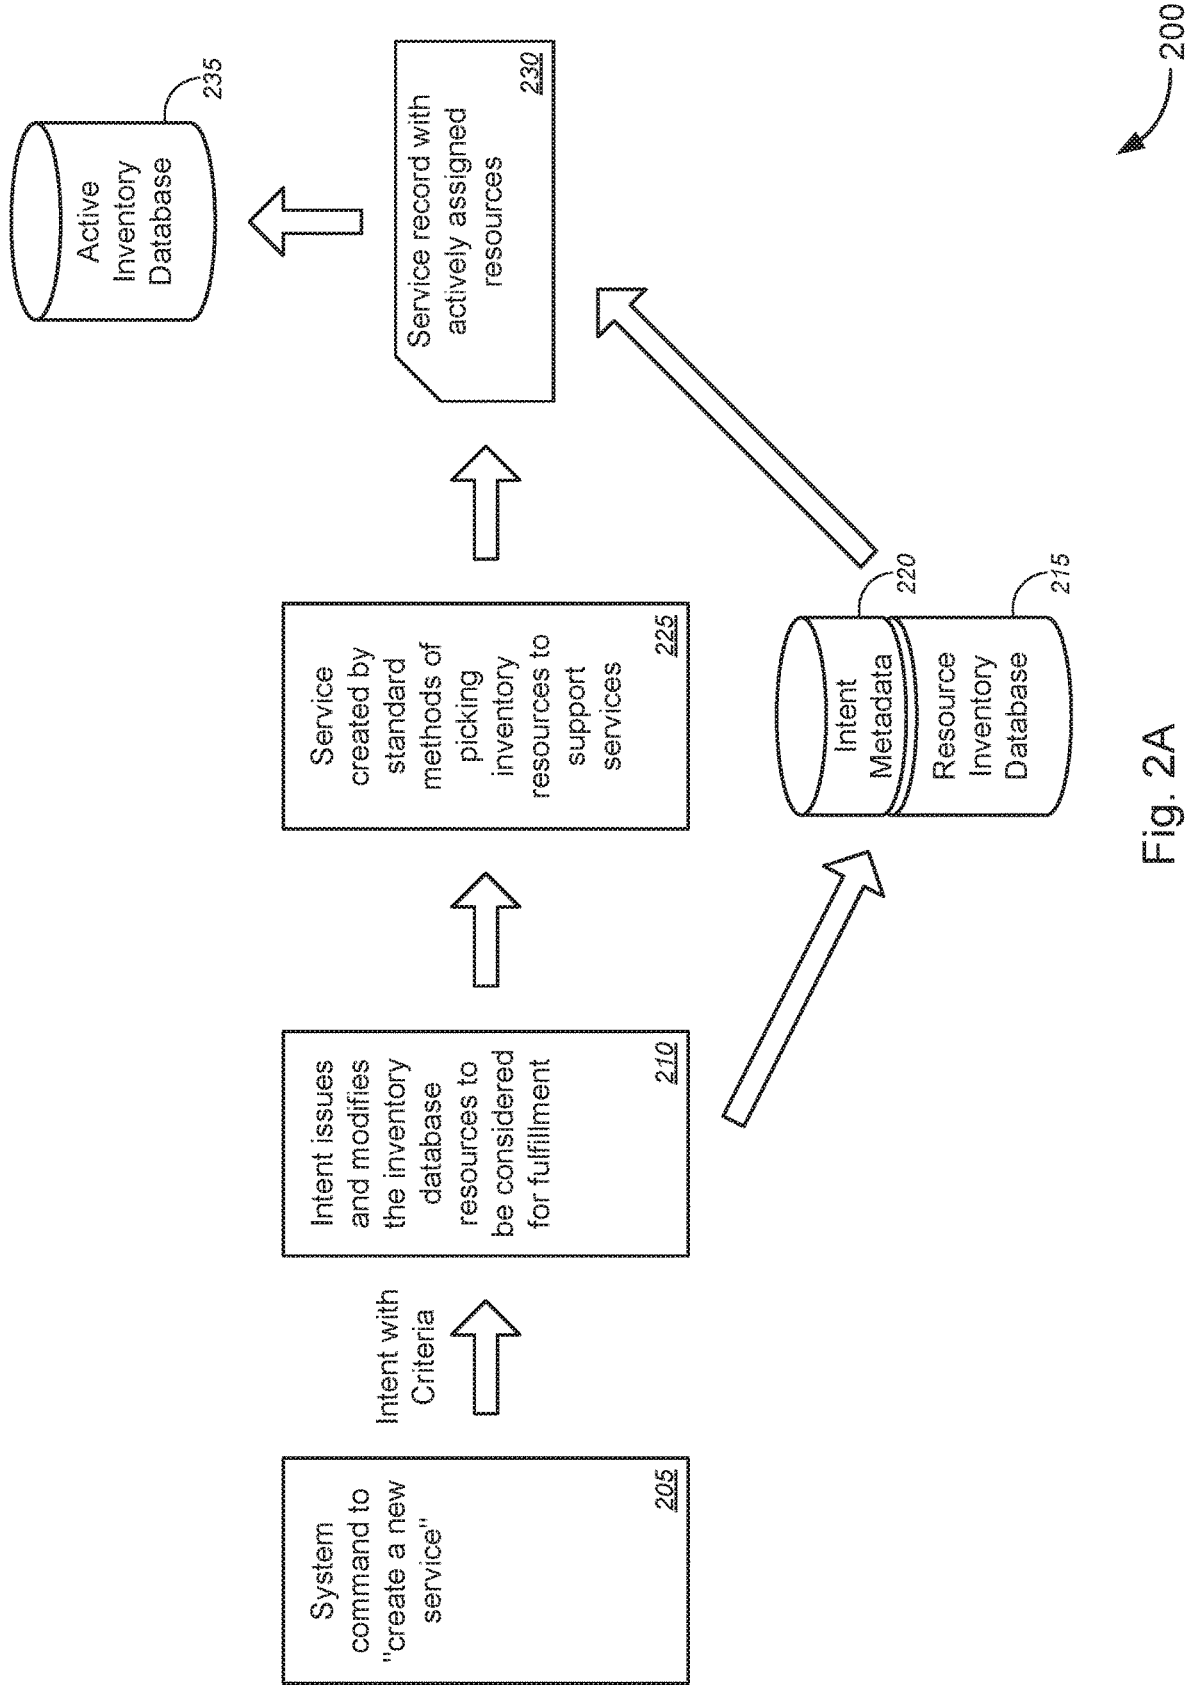 System
command to
"create a new
service"
205
Intent with
Criteria
Intent issues
and modifies
the inventory
database
resources to
be considered
for fulfillment
210
Service
created by
standard
methods of
picking
inventory
resources to
support
services
225
Intent
Metadata
220
Resource
Inventory
Database
215
Service record with
actively assigned
resources
230
Active
Inventory
Database
235
200
Fig. 2A